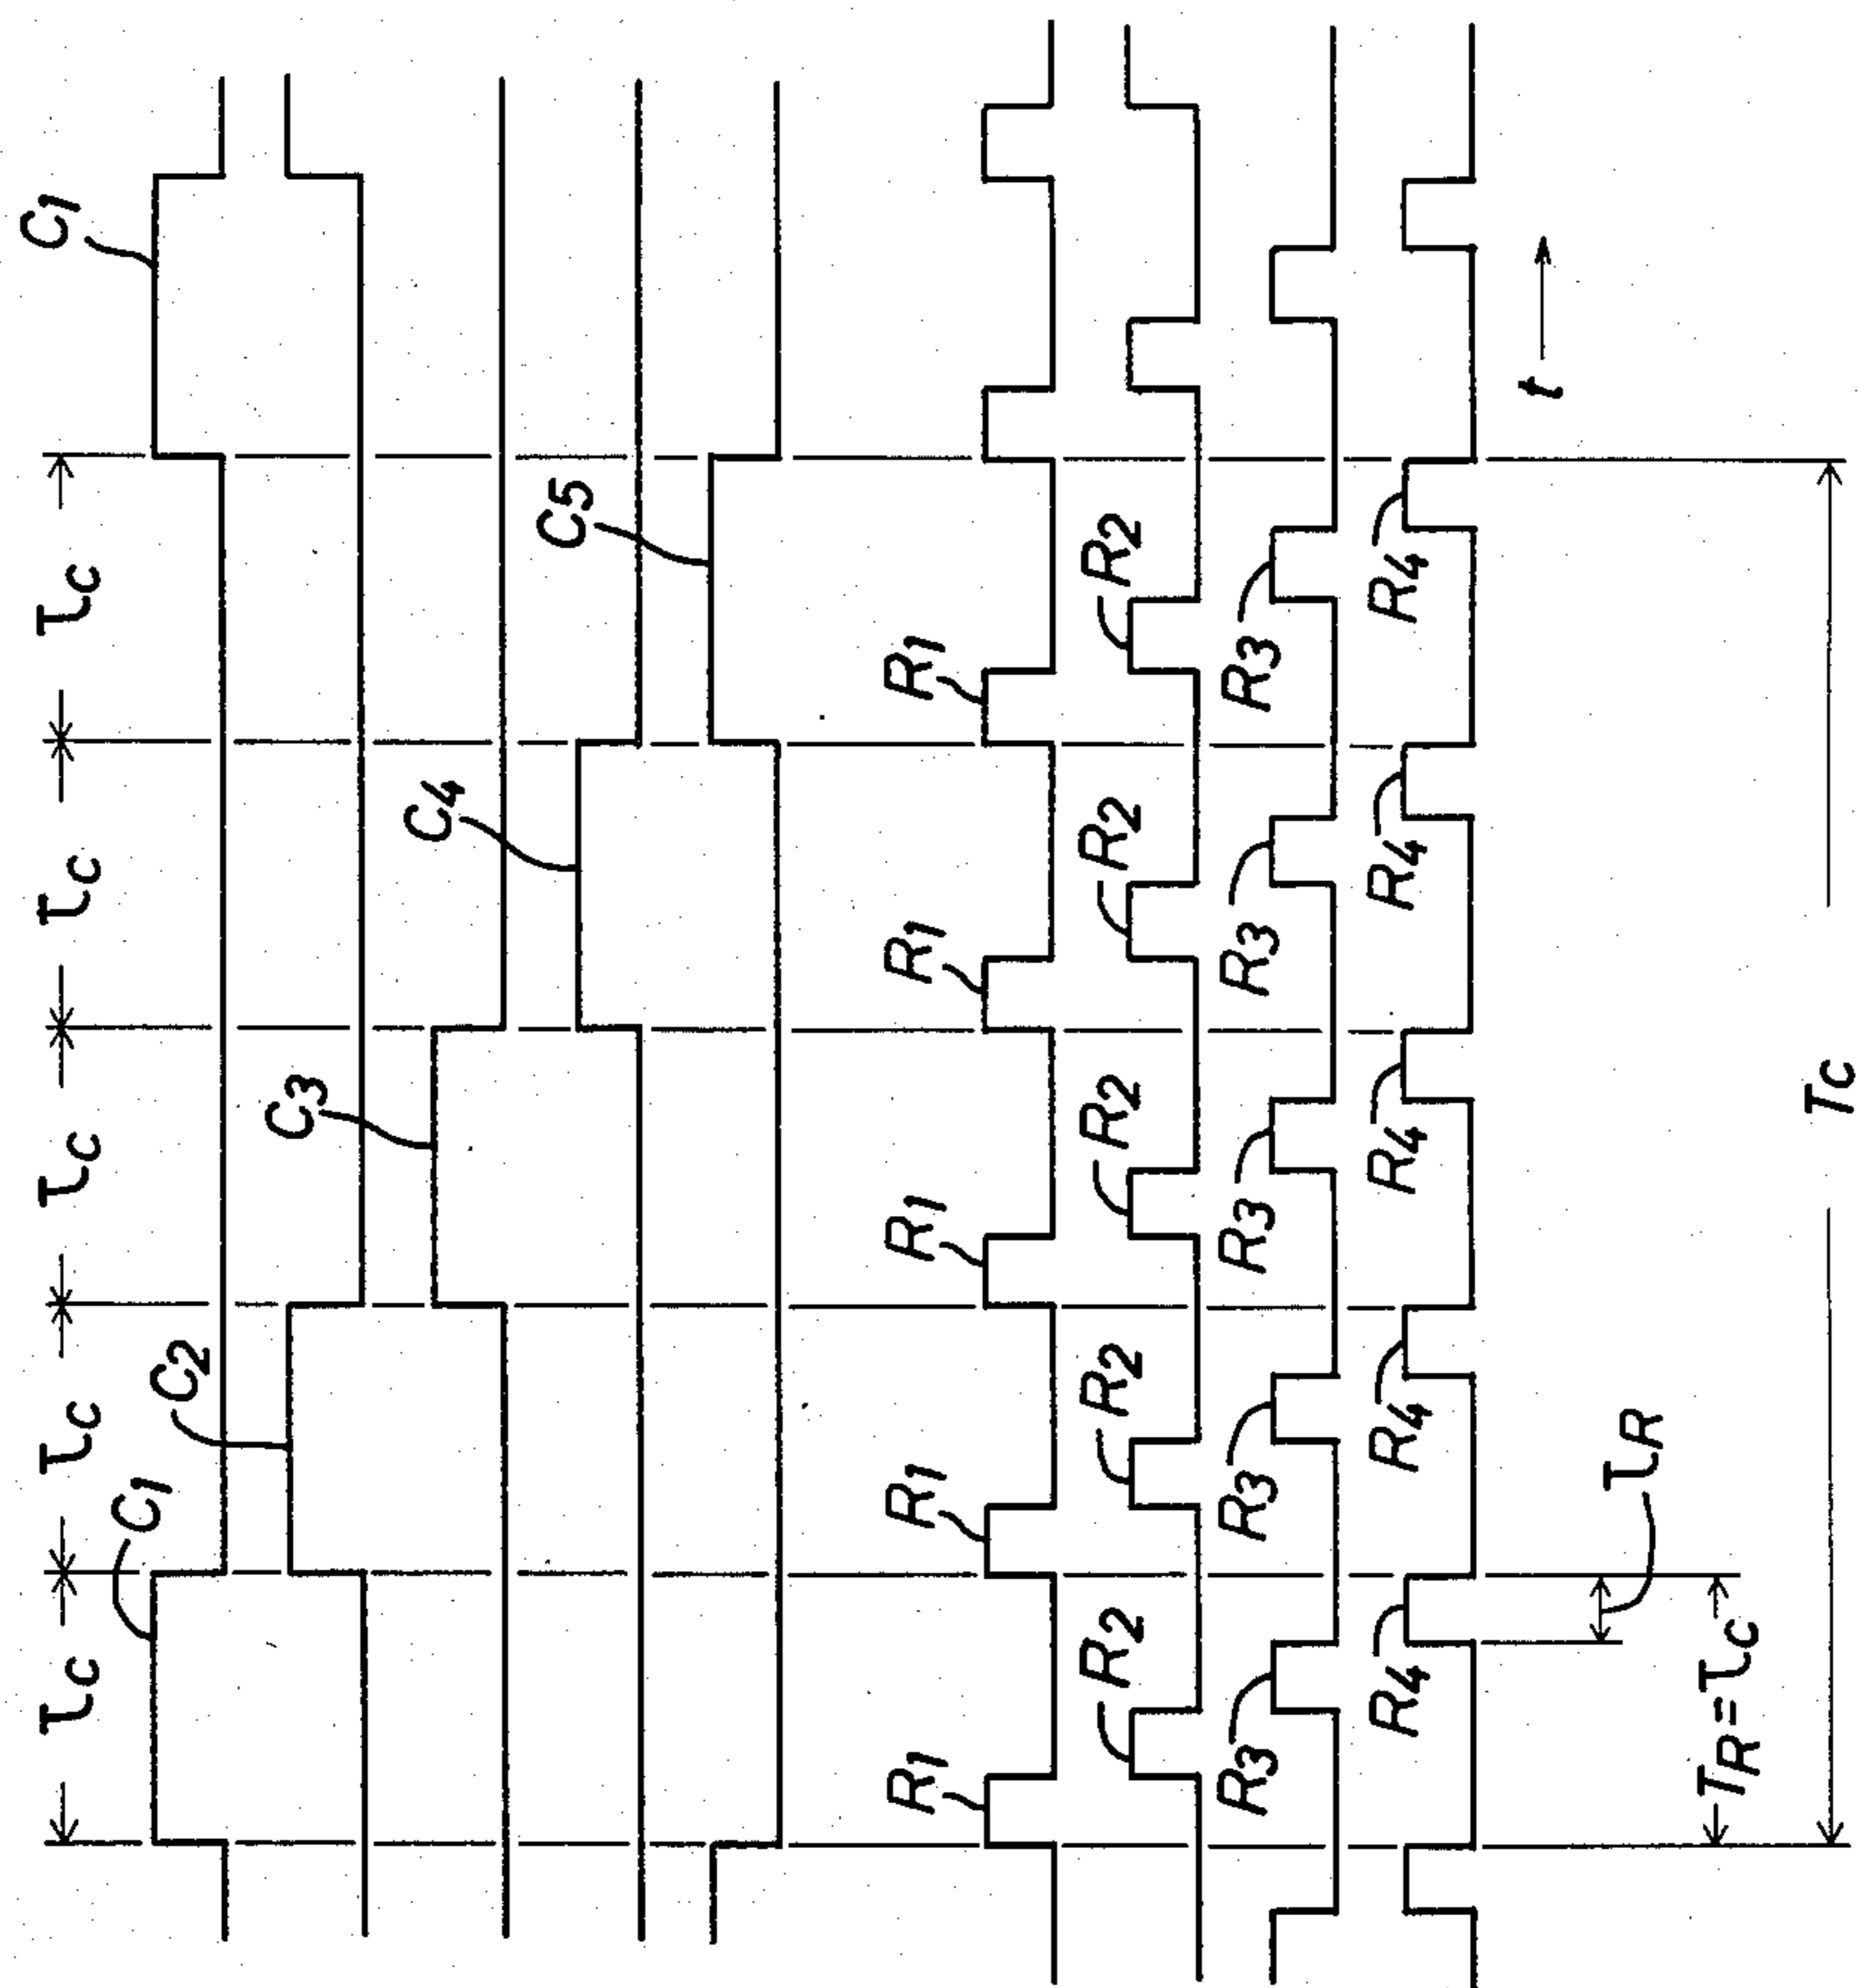 τc τc τc τc τc
C1 C1
C2
C3
C4
C5
R1 R1 R1 R1 R1
R2 R2 R2 R2 R2
R3 R3 R3 R3 R3
R4 R4 R4 R4 R4
t
τR
TR=τc
Tc